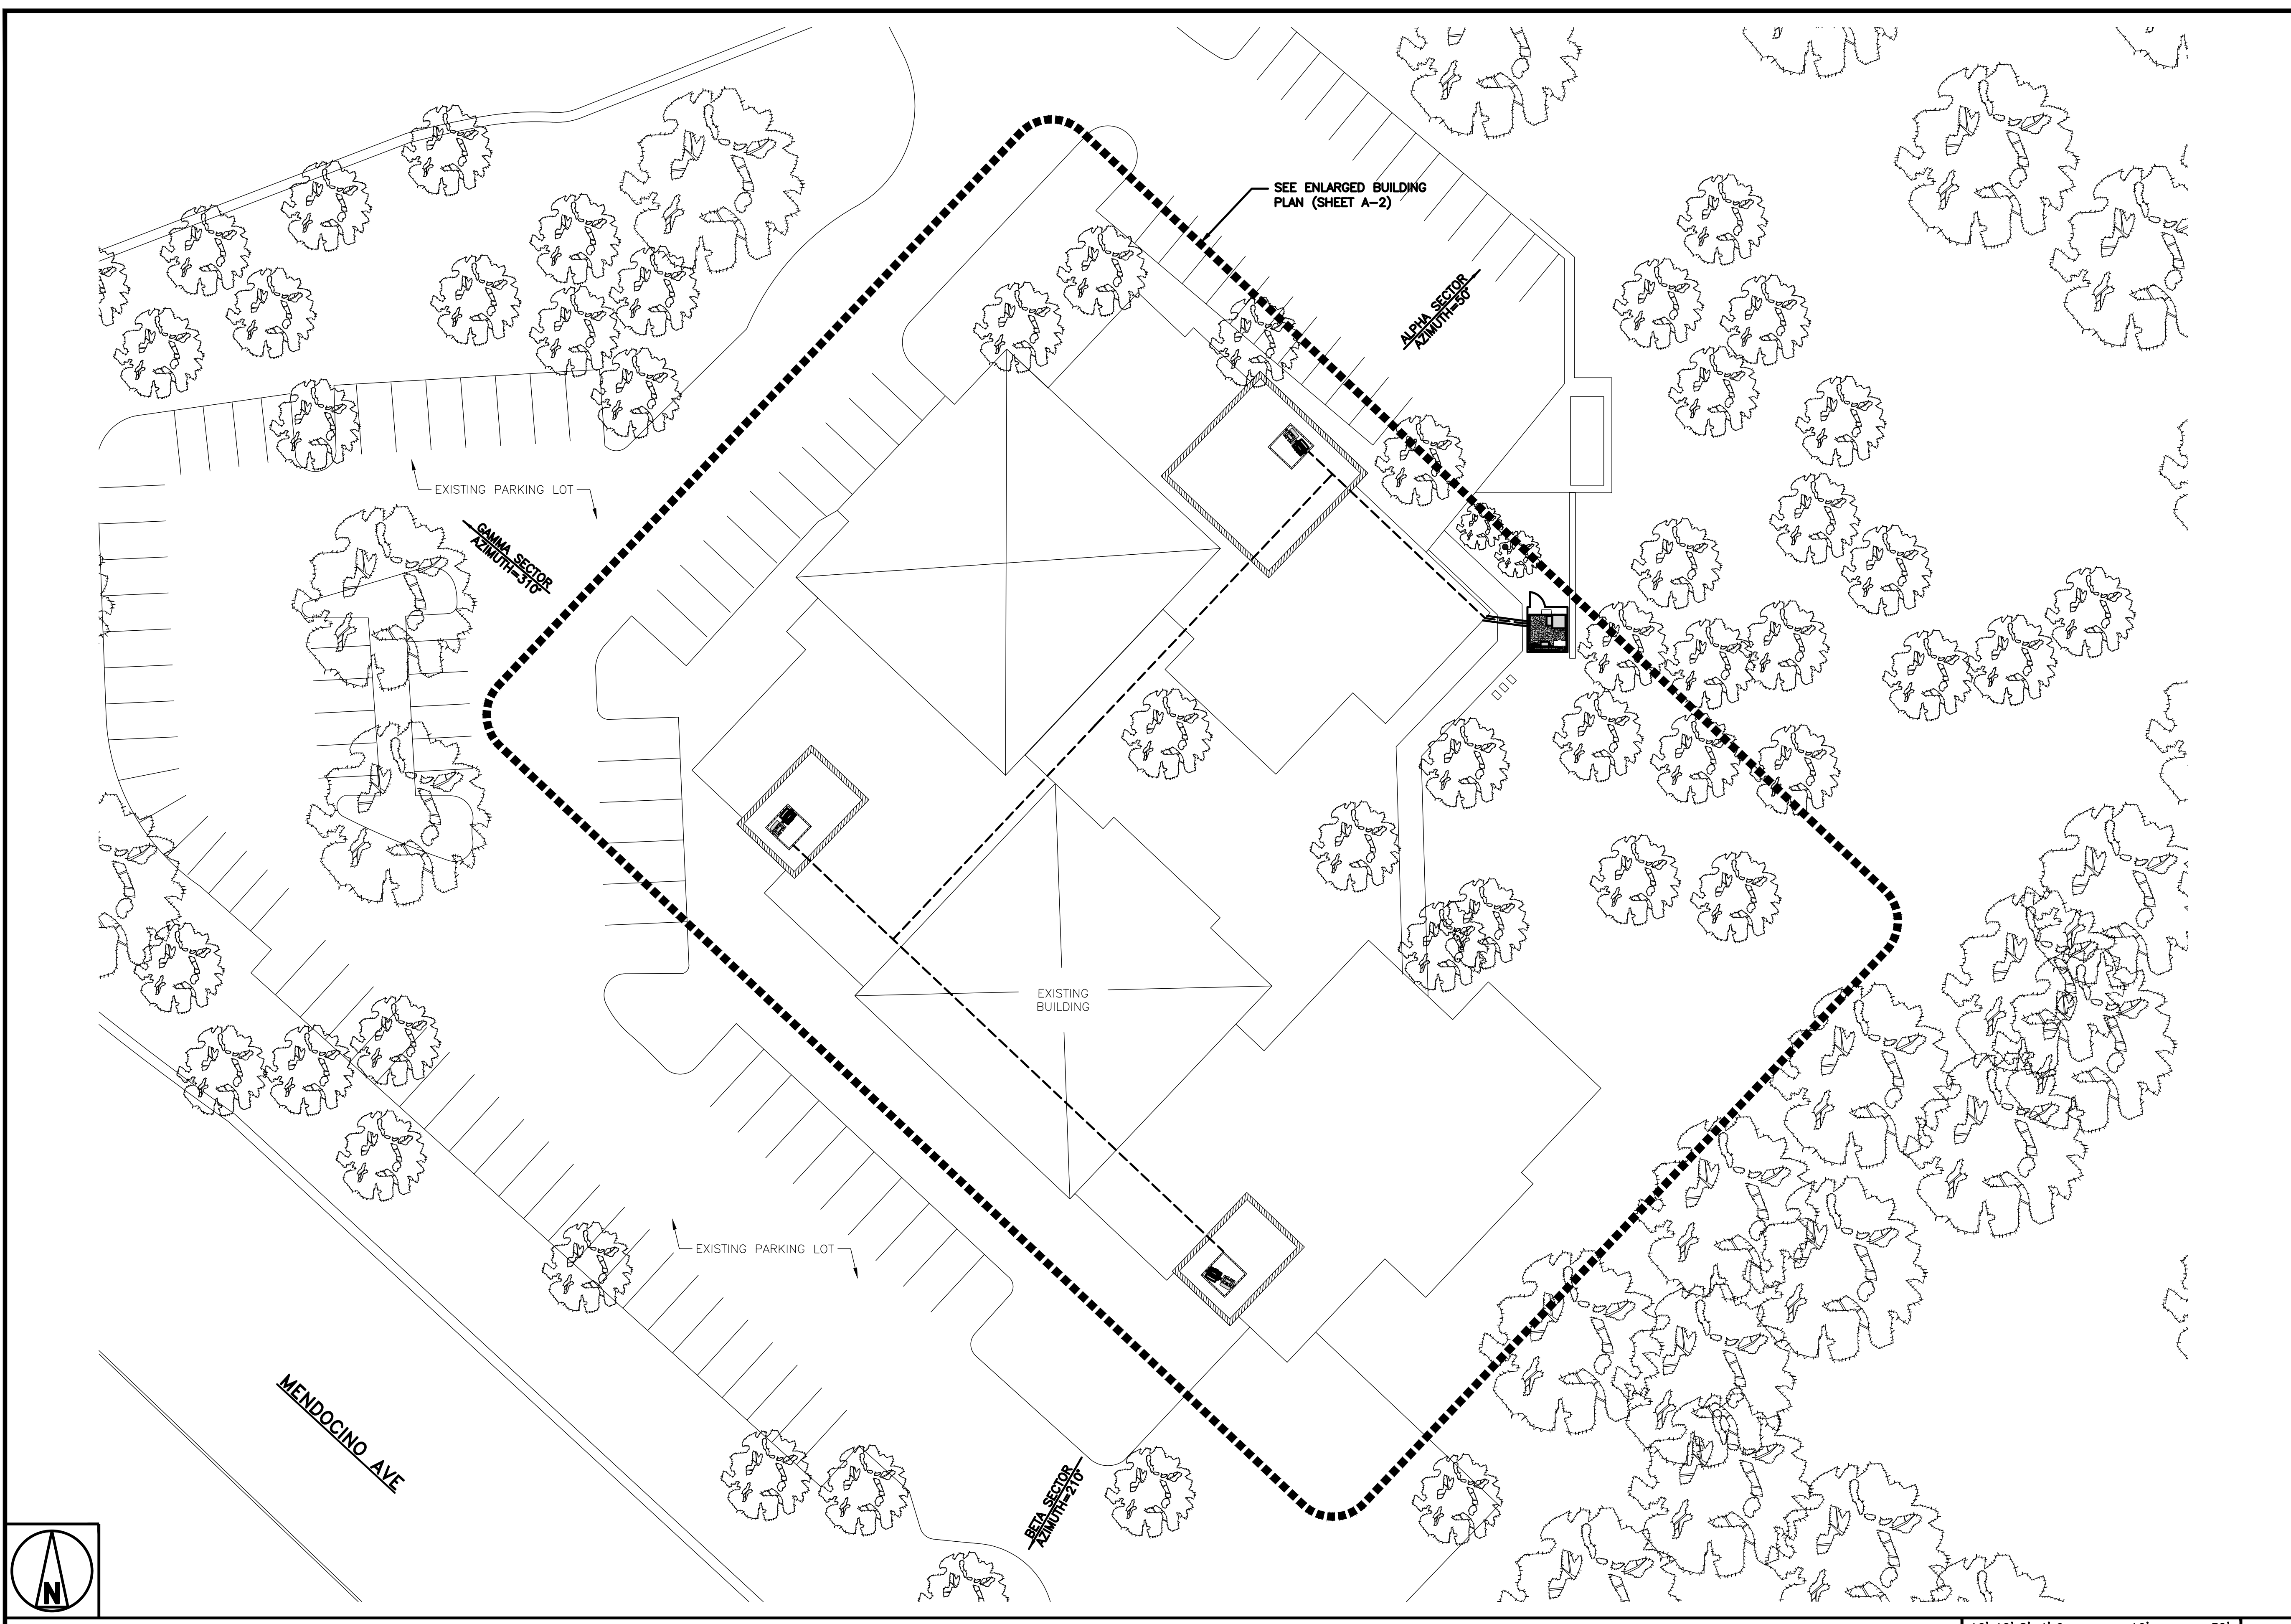 SEE ENLARGED BUILDING
PLAN (SHEET A-2)
ALPHA SECTOR
AZIMUTH=50°
EXISTING PARKING LOT
GAMMA SECTOR
AZIMUTH=310°
EXISTING
BUILDING
EXISTING PARKING LOT
MENDOCINO AVE
BETA SECTOR
AZIMUTH=210°
N